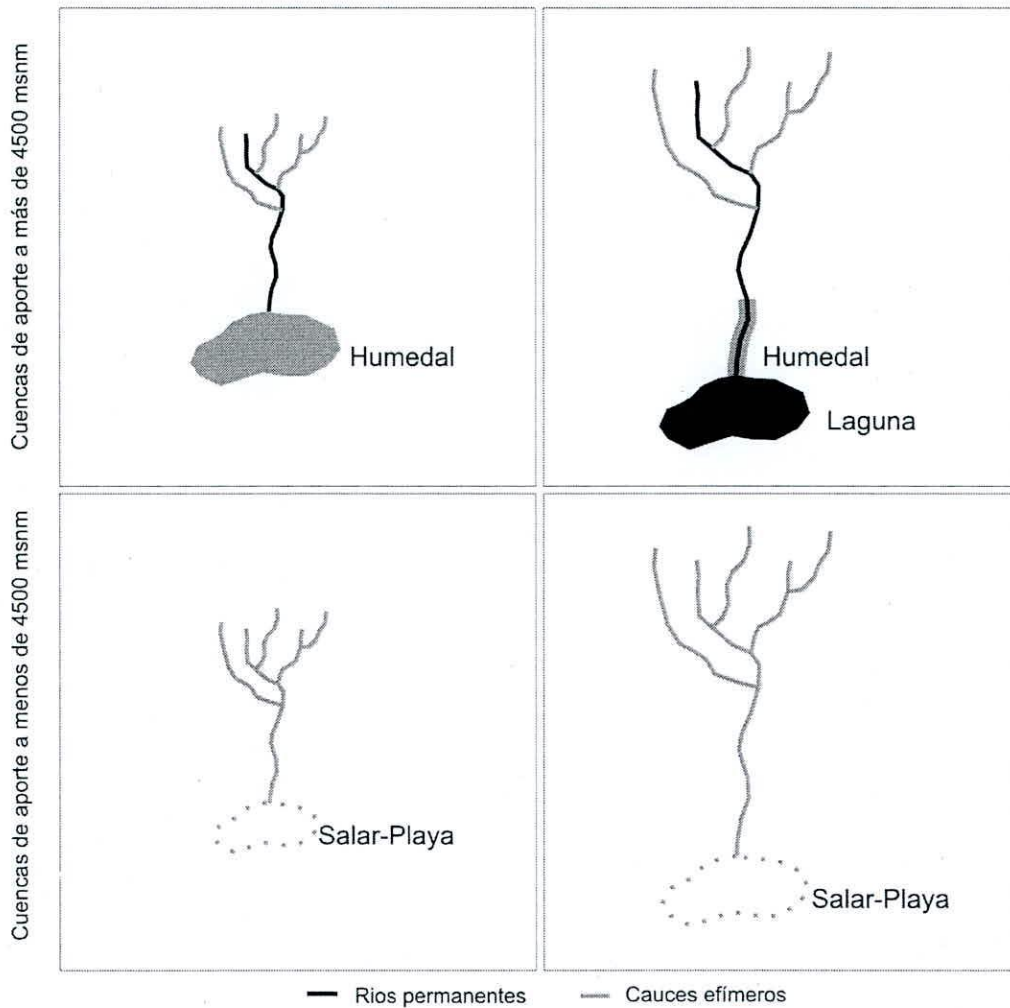 Cuencas de aporte a más de 4500 msnm
Humedal
Humedal
Laguna
Cuencas de aporte a menos de 4500 msnm
Salar-Playa
Salar-Playa
Rios permanentes
Cauces efímeros